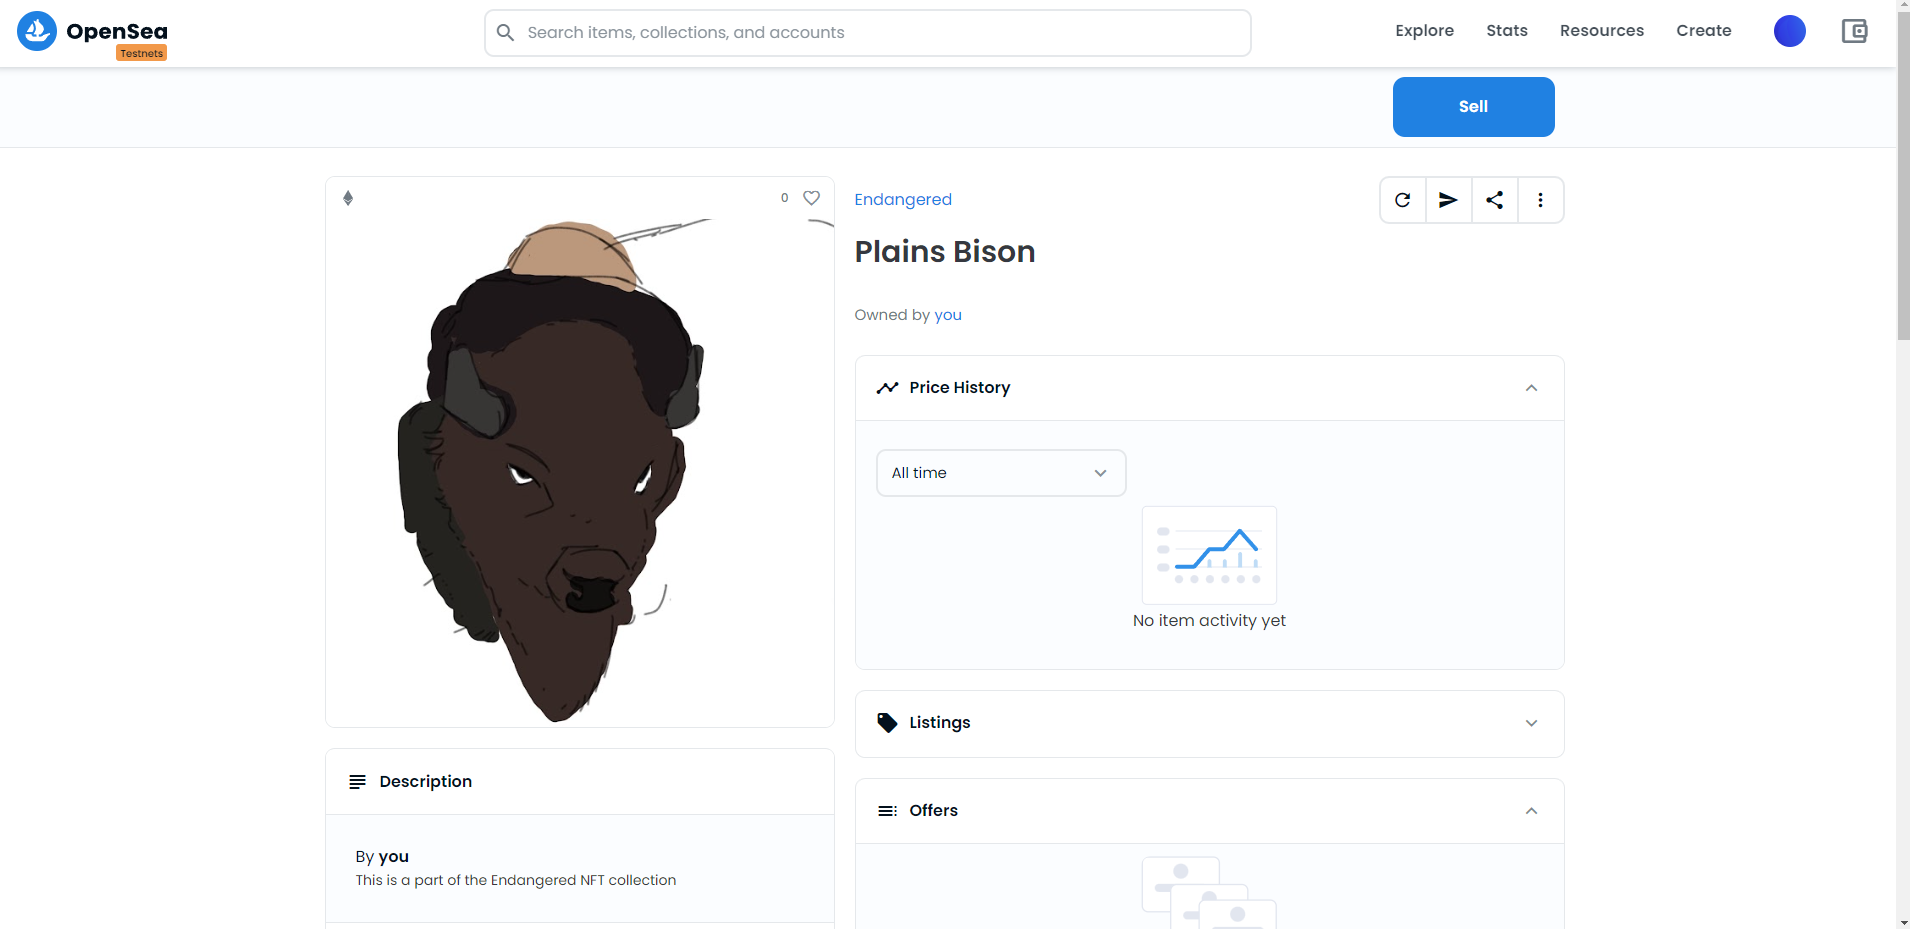 OpenSea
Testnets
Search items, collections, and accounts
Explore
Stats
Resources
Create
Sell
0
Endangered
Plains Bison
Owned by you
Price History
All time
No item activity yet
Listings
Offers
Description
By you
This is a part of the Endangered NFT collection